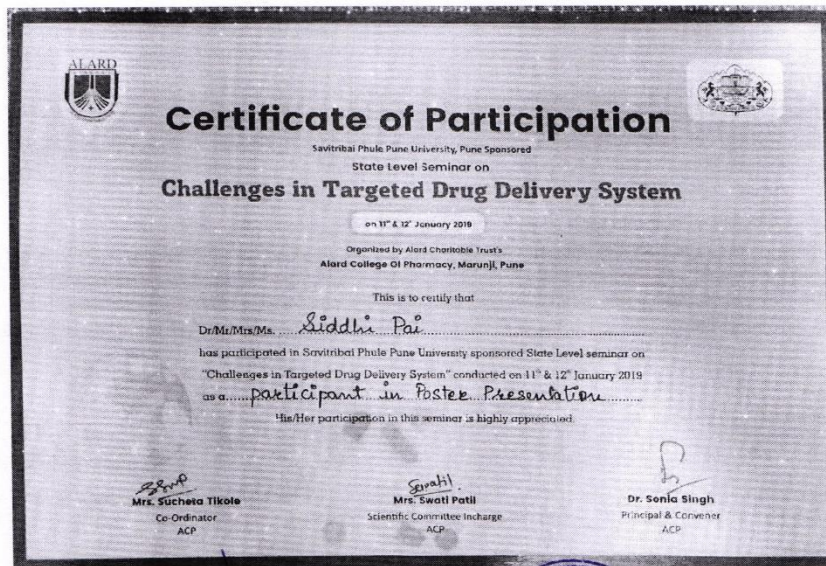 ALARD
Certificate of Participation
Savitribai Phule Pune University, Pune Sponsored
State Level Seminar on
Challenges in Targeted Drug Delivery System
on 11th & 12th January 2019
Organized by Alard Charitable Trust's
Alard College Of Pharmacy, Marunji, Pune
This is to certify that
Dr/Mr/Mrs/Ms. Siddhi Pai
has participated in Savitribai Phule Pune University sponsored State Level seminar on
"Challenges in Targeted Drug Delivery System" conducted on 11th & 12th January 2019
as a participant in Poster Presentation
His/Her participation in this seminar is highly appreciated.
Mrs. Sucheta Tikole
Co-Ordinator
ACP
Mrs. Swati Patil
Scientific Committee Incharge
ACP
Dr. Sonia Singh
Principal & Convener
ACP